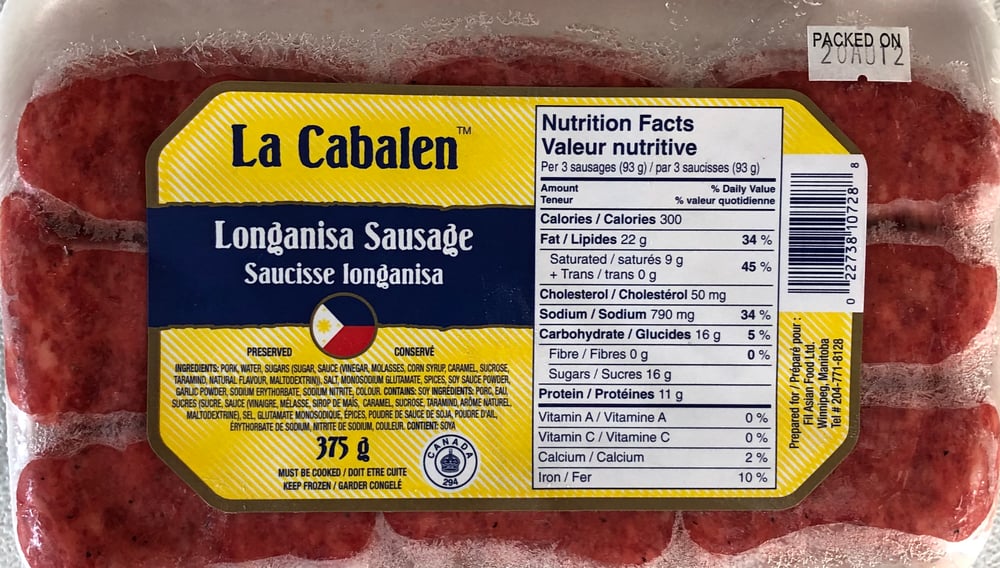 PACKED ON
20AU12
La Cabalen™
Longanisa Sausage
Saucisse longanisa
PRESERVED
CONSERVÉ
INGREDIENTS: PORK, WATER, SUGARS (SUGAR, SAUCE (VINEGAR, MOLASSES, CORN SYRUP, CARAMEL, SUCROSE,
TARAMIND, NATURAL FLAVOUR, MALTODEXTRIN)), SALT, MONOSODIUM GLUTAMATE, SPICES, SOY SAUCE POWDER,
GARLIC POWDER, SODIUM ERYTHORBATE, SODIUM NITRITE, COLOUR. CONTAINS: SOY INGRÉDIENTS: PORC, EAU,
SUCRES (SUCRE, SAUCE (VINAIGRE, MÉLASSE, SIROP DE MAÏS, CARAMEL, SUCROSE, TARAMIND, ARÔME NATUREL,
MALTODEXTRINE), SEL, GLUTAMATE MONOSODIQUE, ÉPICES, POUDRE DE SAUCE DE SOJA, POUDRE D'AIL,
ÉRYTHORBATE DE SODIUM, NITRITE DE SODIUM, COULEUR. CONTIENT: SOYA
375 g
MUST BE COOKED / DOIT ETRE CUITE
KEEP FROZEN / GARDER CONGELÉ
CANADA
294
Nutrition Facts
Valeur nutritive
Per 3 sausages (93 g) / par 3 saucisses (93 g)
Amount % Daily Value
Teneur % valeur quotidienne
Calories / Calories 300
Fat / Lipides 22 g 34 %
Saturated / saturés 9 g
+ Trans / trans 0 g 45 %
Cholesterol / Cholestérol 50 mg
Sodium / Sodium 790 mg 34 %
Carbohydrate / Glucides 16 g 5 %
Fibre / Fibres 0 g 0 %
Sugars / Sucres 16 g
Protein / Protéines 11 g
Vitamin A / Vitamine A 0 %
Vitamin C / Vitamine C 0 %
Calcium / Calcium 2 %
Iron / Fer 10 %
0 22738 10728 8
Prepared for / Préparé pour :
Fil Asian Food Ltd.
Winnipeg, Manitoba
Tel # 204-771-8128